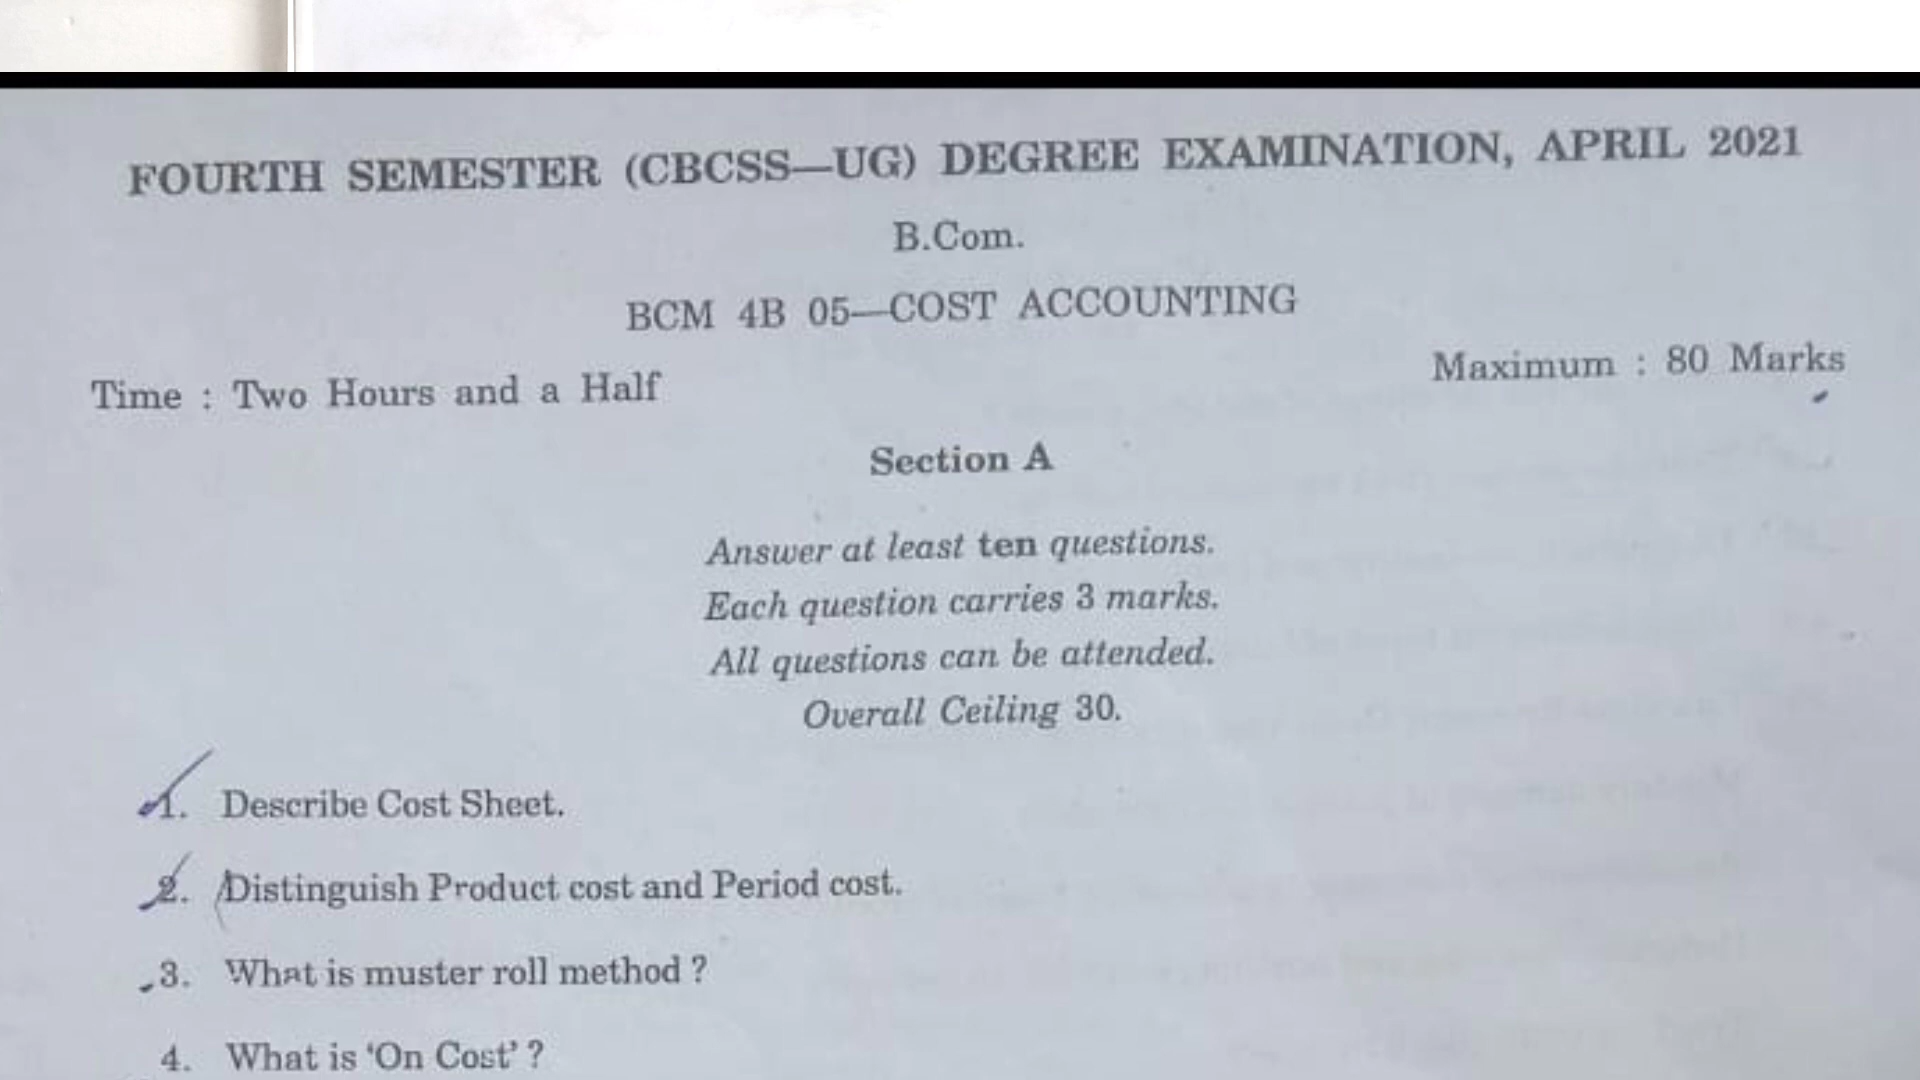 FOURTH SEMESTER (CBCSS—UG) DEGREE EXAMINATION, APRIL 2021
B.Com.
BCM 4B 05—COST ACCOUNTING
Time : Two Hours and a Half
Maximum : 80 Marks
Section A
Answer at least ten questions.
Each question carries 3 marks.
All questions can be attended.
Overall Ceiling 30.
1. Describe Cost Sheet.
2. Distinguish Product cost and Period cost.
3. What is muster roll method ?
4. What is ‘On Cost’ ?